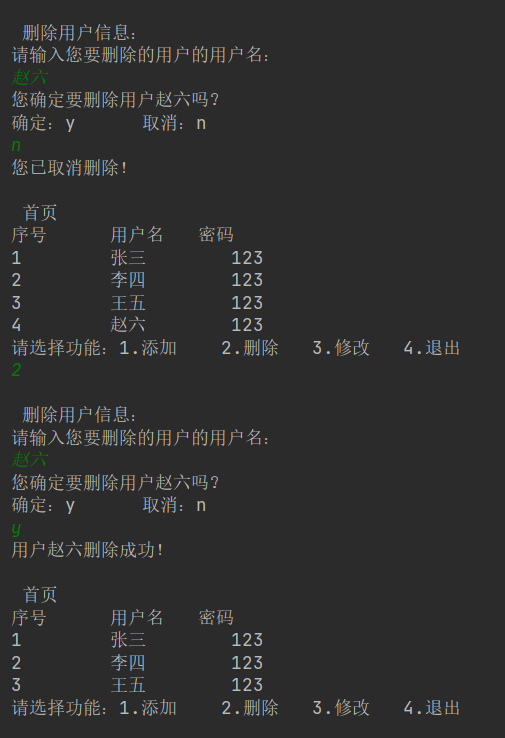 删除用户信息:
请输入您要删除的用户的用户名:
赵六
您确定要删除用户赵六吗?
确定: y 取消: n
n
您已取消删除!
首页
序号 用户名 密码
1 张三 123
2 李四 123
3 王五 123
4 赵六 123
请选择功能: 1.添加 2.删除 3.修改 4.退出
2
删除用户信息:
请输入您要删除的用户的用户名:
赵六
您确定要删除用户赵六吗?
确定: y 取消: n
y
用户赵六删除成功!
首页
序号 用户名 密码
1 张三 123
2 李四 123
3 王五 123
请选择功能: 1.添加 2.删除 3.修改 4.退出